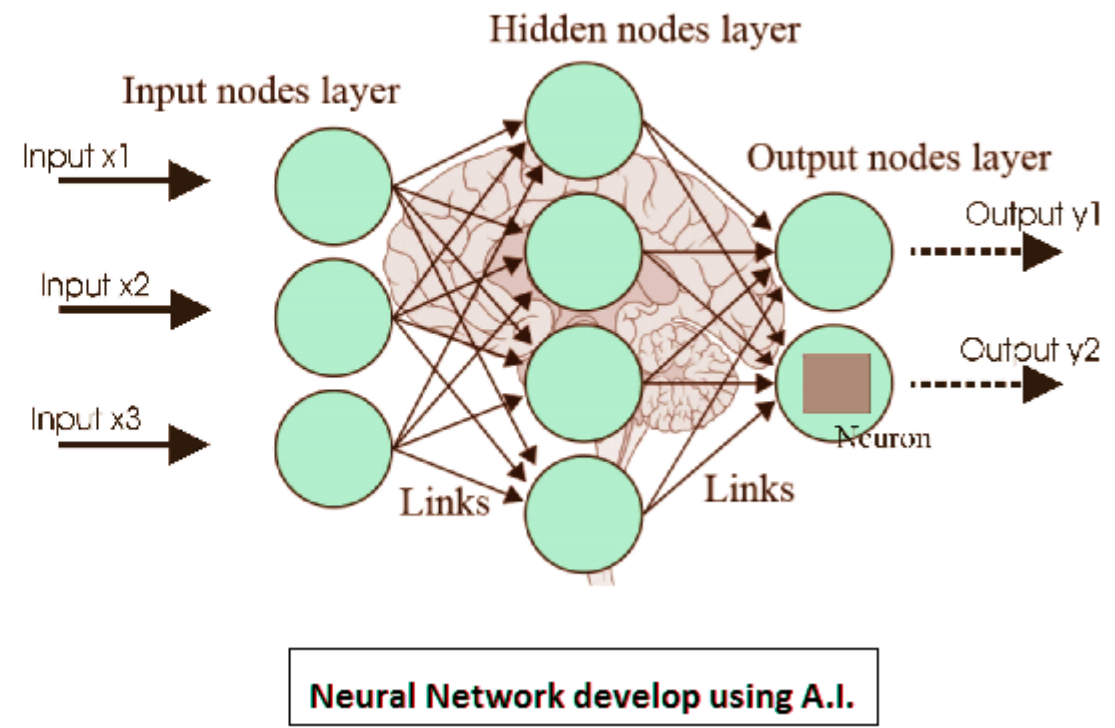 Hidden nodes layer
Input nodes layer
Output nodes layer
Input x1
Input x2
Input x3
Output y1
Output y2
Neuron
Links
Links
Neural Network develop using A.I.